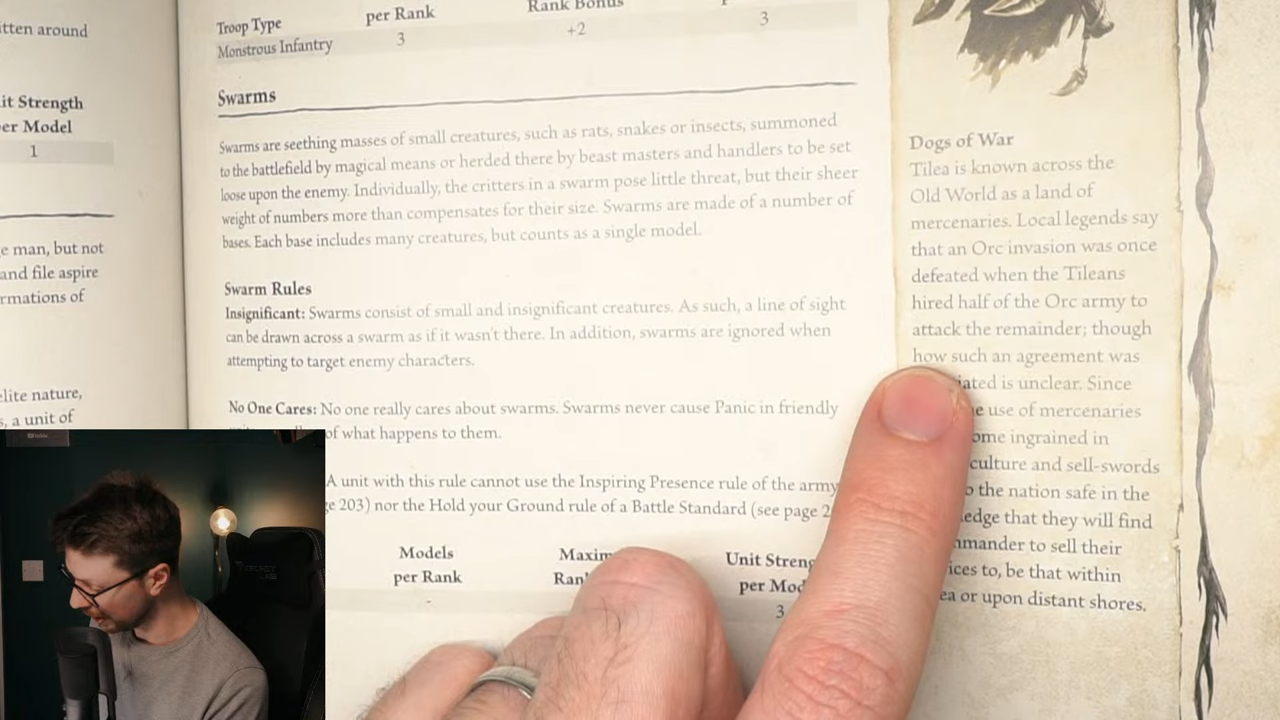 itten around
it Strength
er Model
1
e man, but not
and file aspire
rmations of
elite nature,
s, a unit of
Troop Type
per Rank
Rank Bonus
Monstrous Infantry
3
+2
3
Swarms
Swarms are seething masses of small creatures, such as rats, snakes or insects, summoned
to the battlefield by magical means or herded there by beast masters and handlers to be set
loose upon the enemy. Individually, the critters in a swarm pose little threat, but their sheer
weight of numbers more than compensates for their size. Swarms are made of a number of
bases. Each base includes many creatures, but counts as a single model.
Swarm Rules
Insignificant: Swarms consist of small and insignificant creatures. As such, a line of sight
can be drawn across a swarm as if it wasn't there. In addition, swarms are ignored when
attempting to target enemy characters.
No One Cares: No one really cares about swarms. Swarms never cause Panic in friendly
of what happens to them.
A unit with this rule cannot use the Inspiring Presence rule of the army
ge 203) nor the Hold your Ground rule of a Battle Standard (see page 2
Models
per Rank
-
Maxim
Ran
Unit Streng
per Mod
3
Dogs of War
Tilea is known across the
Old World as a land of
mercenaries. Local legends say
that an Orc invasion was once
defeated when the Tileans
hired half of the Orc army to
attack the remainder; though
how such an agreement was
iated is unclear. Since
e use of mercenaries
ome ingrained in
culture and sell-swords
o the nation safe in the
edge that they will find
mmander to sell their
ices to, be that within
ea or upon distant shores.